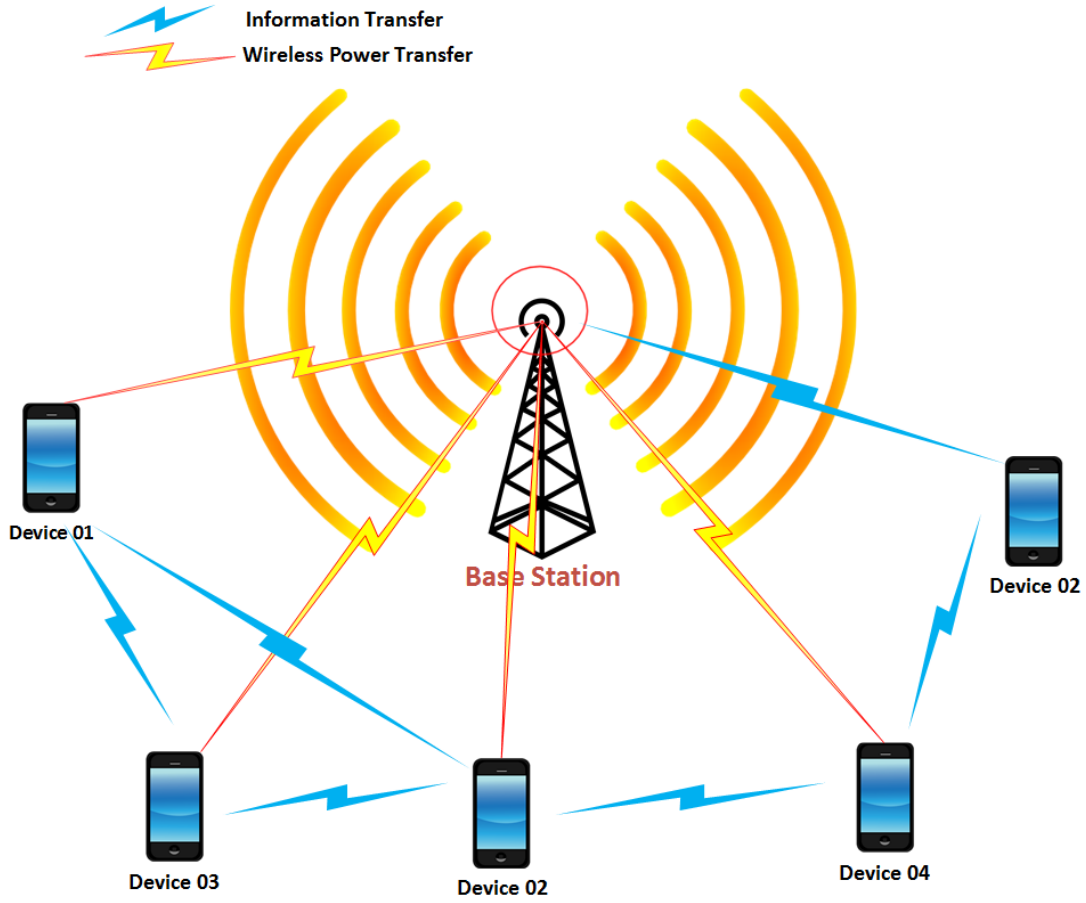 Information Transfer
Wireless Power Transfer
Device 01
Base Station
Device 02
Device 03
Device 02
Device 04